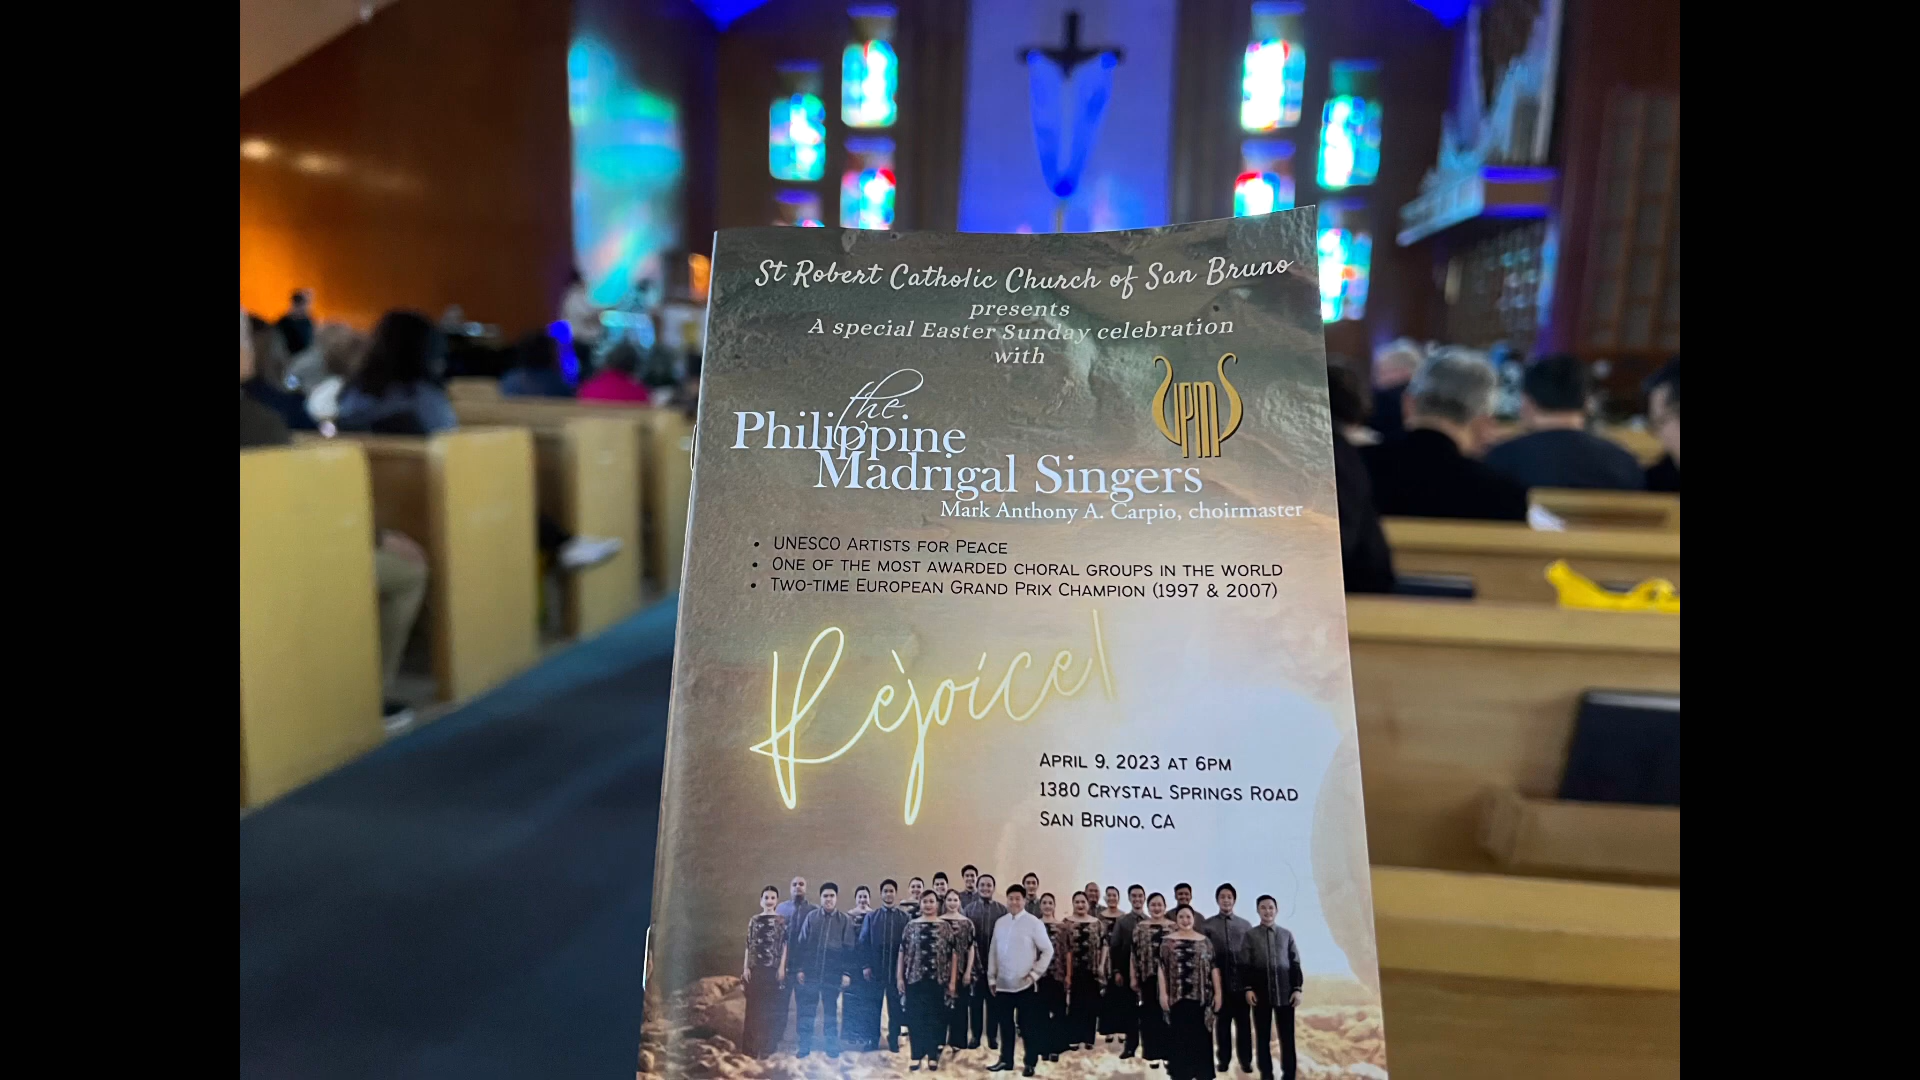 St Robert Catholic Church of San Bruno
presents
A special Easter Sunday celebration
with
the
Philippine
Madrigal Singers
UPMS
Mark Anthony A. Carpio, choirmaster
• UNESCO Artists for Peace
• One of the most awarded choral groups in the world
• Two-time European Grand Prix Champion (1997 & 2007)
Rejoice!
April 9, 2023 at 6pm
1380 Crystal Springs Road
San Bruno, CA